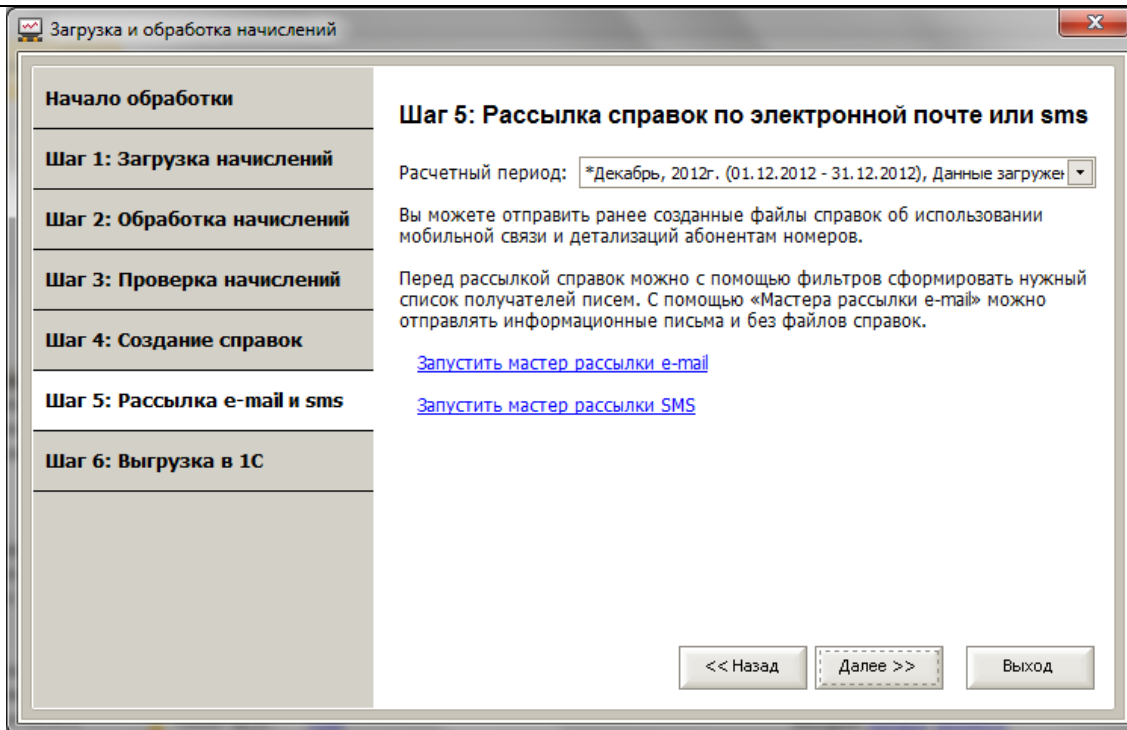 Загрузка и обработка начислений
Начало обработки
Шаг 1: Загрузка начислений
Шаг 2: Обработка начислений
Шаг 3: Проверка начислений
Шаг 4: Создание справок
Шаг 5: Рассылка e-mail и sms
Шаг 6: Выгрузка в 1С
Шаг 5: Рассылка справок по электронной почте или sms
Расчетный период: *Декабрь, 2012г. (01.12.2012 - 31.12.2012), Данные загружен
Вы можете отправить ранее созданные файлы справок об использовании
мобильной связи и детализаций абонентам номеров.
Перед рассылкой справок можно с помощью фильтров сформировать нужный
список получателей писем. С помощью «Мастера рассылки e-mail» можно
отправлять информационные письма и без файлов справок.
Запустить мастер рассылки e-mail
Запустить мастер рассылки SMS
<< Назад
Далее >>
Выход